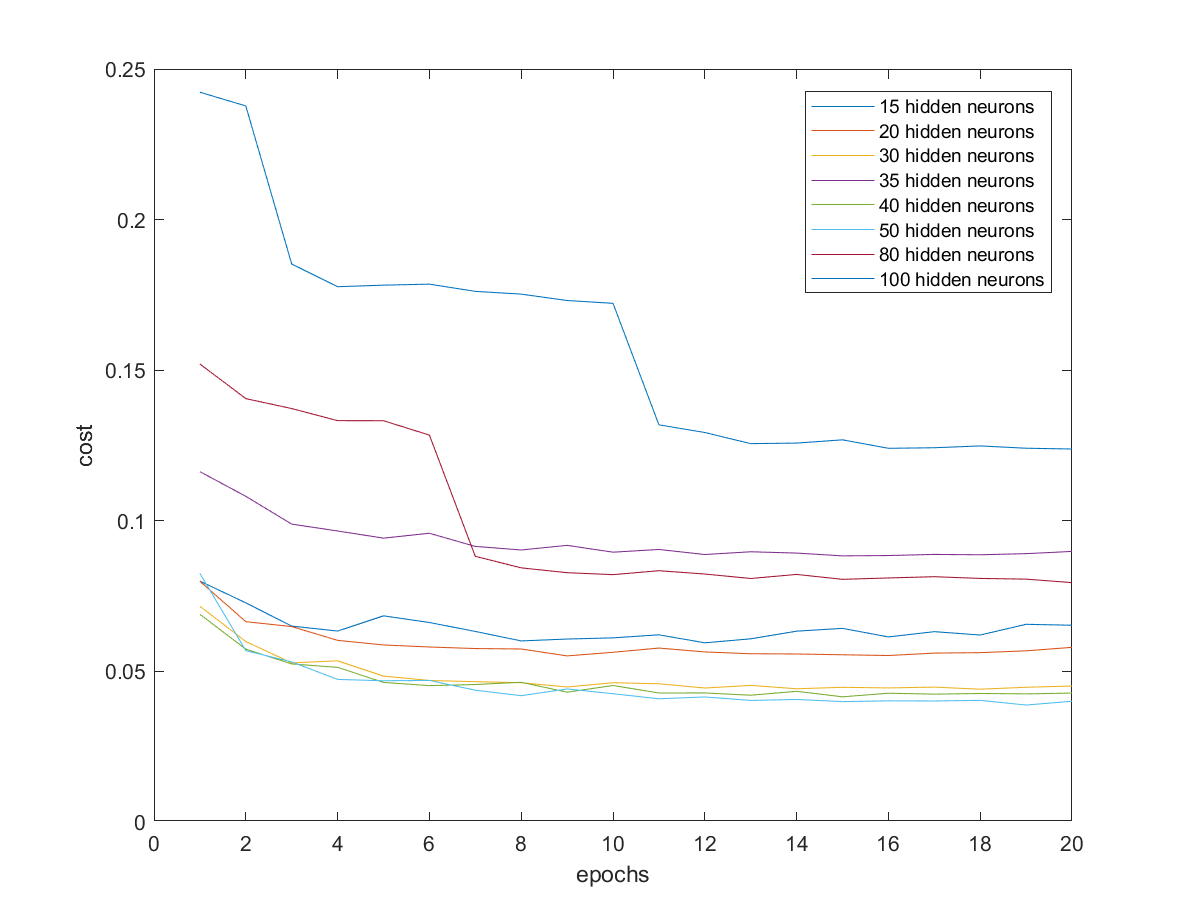 0.25
0.2
0.15
0.1
0.05
0
0 2 4 6 8 10 12 14 16 18 20
cost
epochs
15 hidden neurons
20 hidden neurons
30 hidden neurons
35 hidden neurons
40 hidden neurons
50 hidden neurons
80 hidden neurons
100 hidden neurons